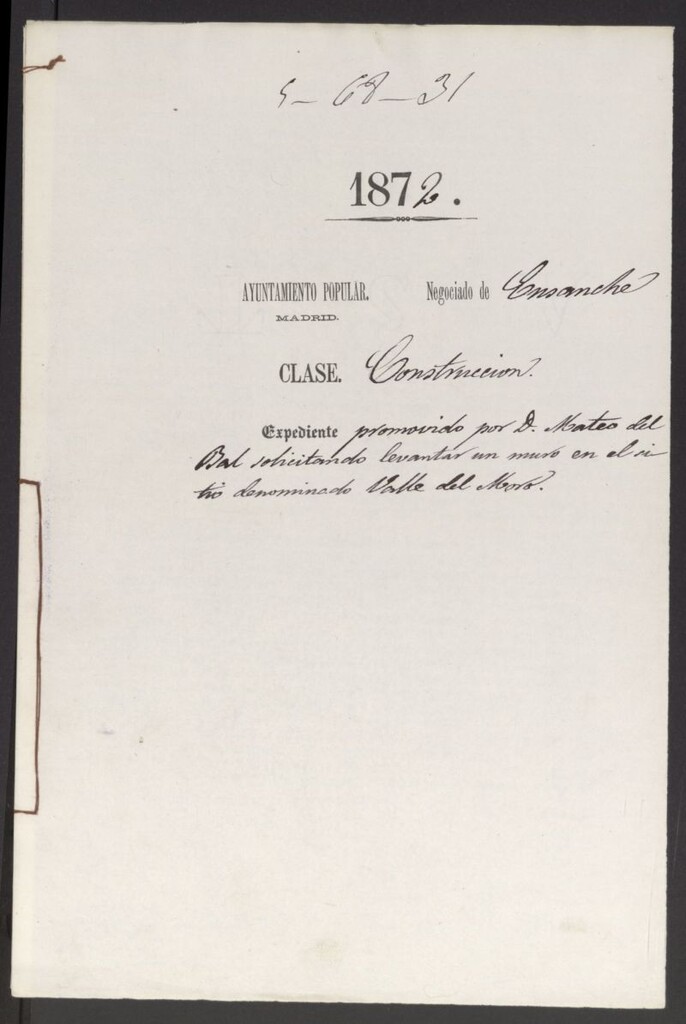 5-68-31
1872.
AYUNTAMIENTO POPULAR. Negociado de Ensanche
MADRID.
CLASE. Construccion.
Expediente promovido por D. Mateo del
Bal solicitando levantar un muro en el si-
tio denominado Valle del Moro.